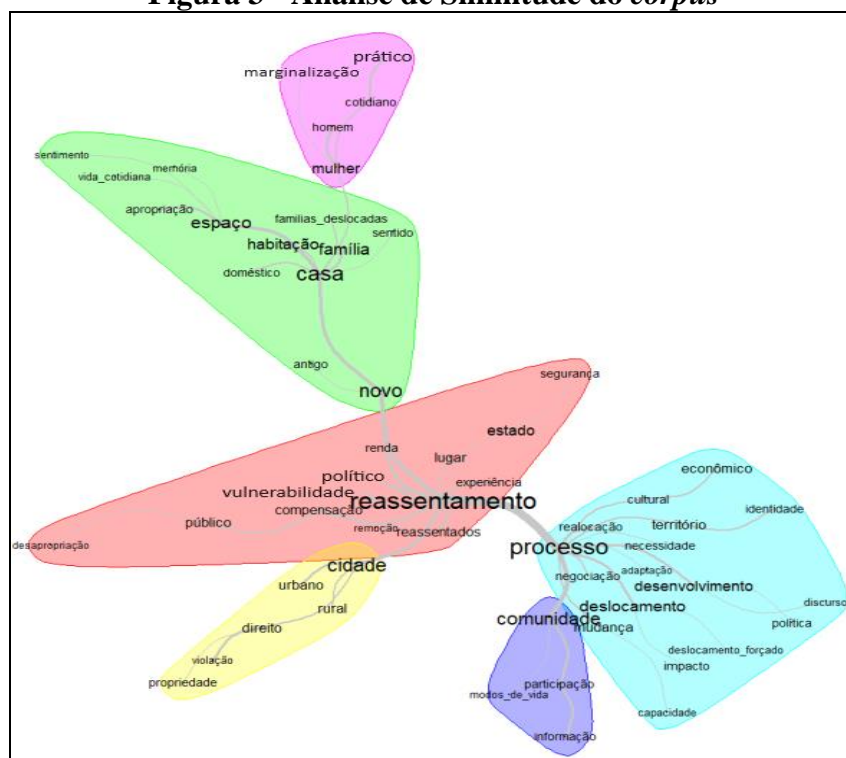 Figura 3 - Análise de Similitude do corpus
prático
marginalização
cotidiano
homem
mulher
sentimento
memória
vida_cotidiana
apropriação
familias_deslocadas
espaço
sentido
habitação
família
doméstico
casa
antigo
novo
segurança
estado
renda
lugar
político
experiência
vulnerabilidade
reassentamento
compensação
público
remoção
reassentados
desapropriação
cidade
urbano
rural
direito
violação
propriedade
econômico
cultural
identidade
realocação
território
processo
necessidade
adaptação
negociação
desenvolvimento
discurso
deslocamento
política
comunidade
mudança
deslocamento_forçado
impacto
participação
modos_de_vida
capacidade
informação